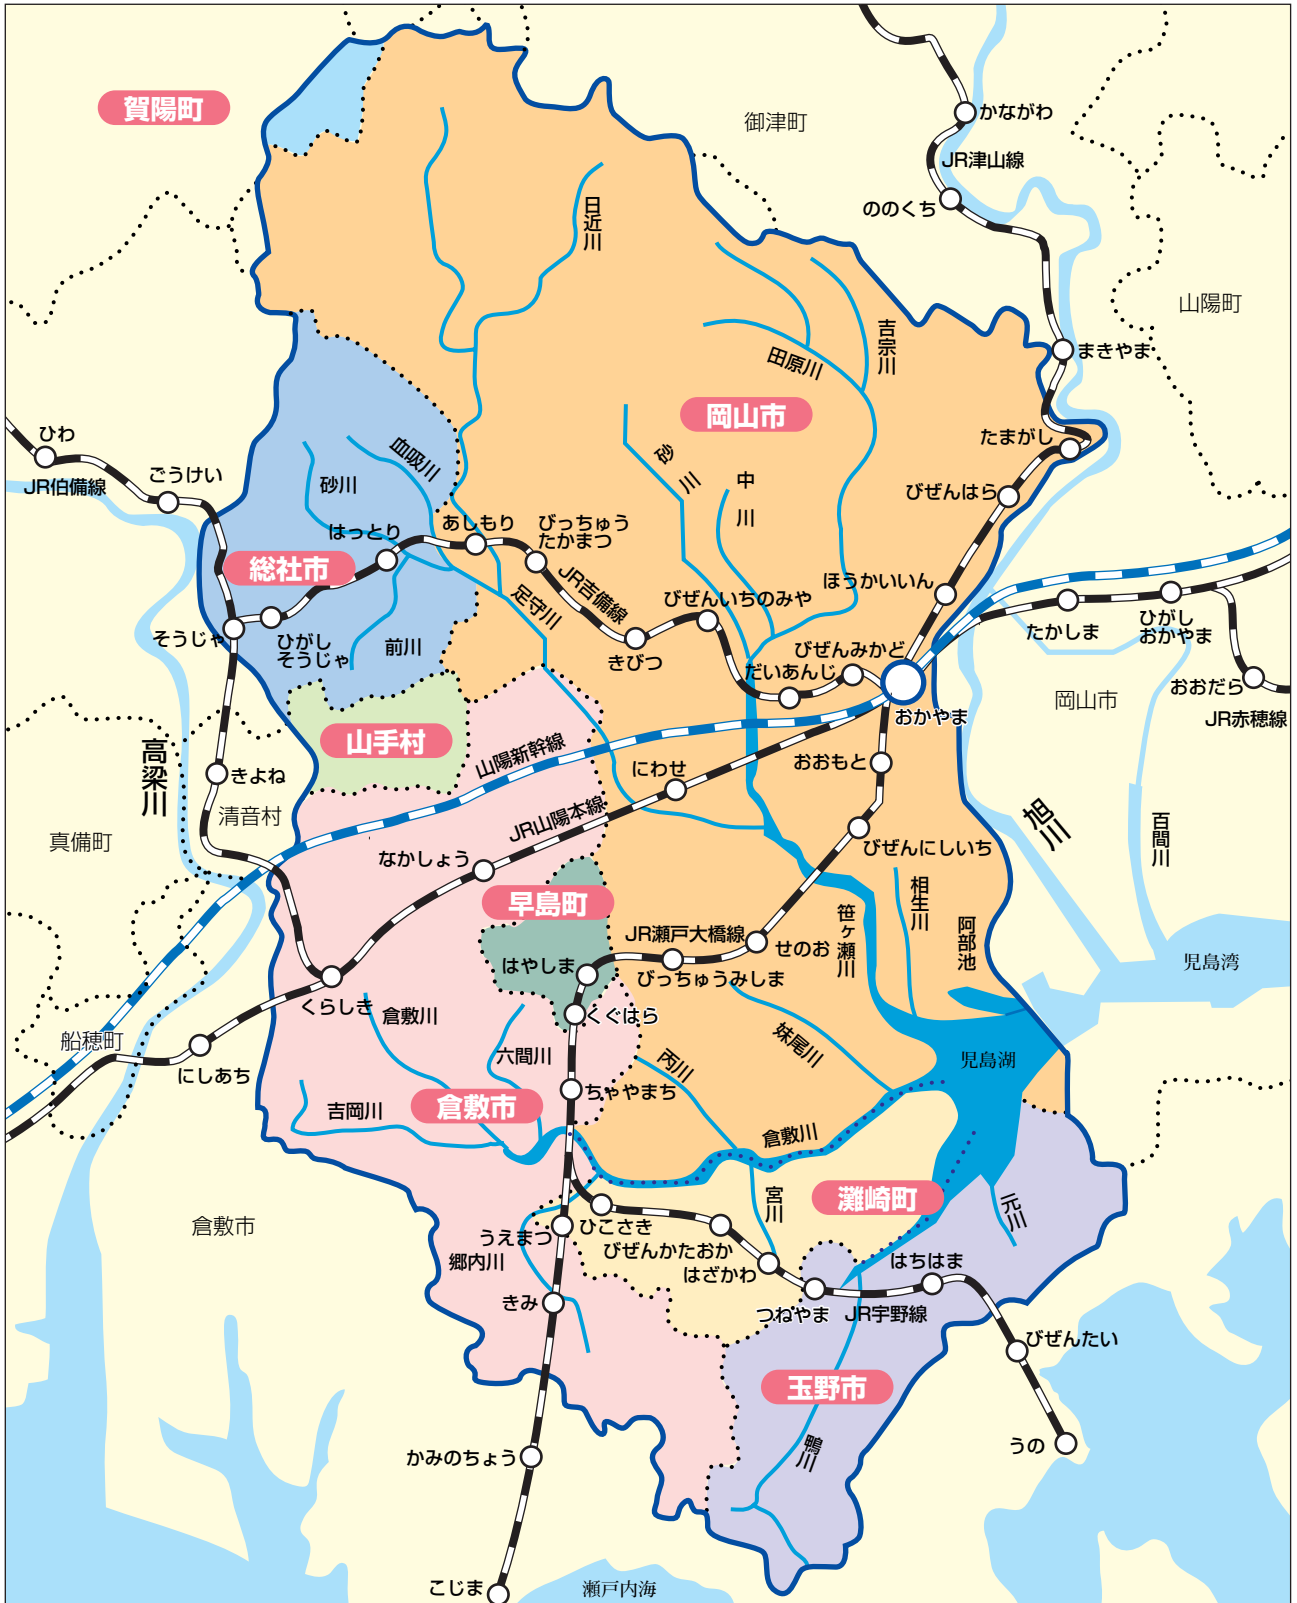 賀陽町
御津町
かながわ
JR津山線
ののくち
日近川
山陽町
吉宗川
田原川
まきやま
岡山市
たまがし
ひわ
JR伯備線
ごうけい
血吸川
砂川
砂川
中川
びぜんはら
はっとり
あしもり
びっちゅう
たかまつ
総社市
JR吉備線
足守川
ほうかいいん
びぜんいちのみや
そうじゃ
ひがし
そうじゃ
前川
きびつ
びぜんみかど
だいあんじ
たかしま
ひがし
おかやま
おおだら
JR赤穂線
岡山市
おかやま
山手村
山陽新幹線
高梁川
きよね
清音村
真備町
にわせ
おおもと
JR山陽本線
なかしょう
びぜんにしいち
旭川
百間川
早島町
相生川
笹ヶ瀬川
阿部池
JR瀬戸大橋線
せのお
はやしま
びっちゅうみしま
児島湾
くらしき
倉敷川
くぐはら
船穂町
にしあち
六間川
丙川
妹尾川
児島湖
ちゃやまち
倉敷市
吉岡川
倉敷川
灘崎町
宮川
元川
倉敷市
うえまつ
ひこさき
びぜんかたおか
郷内川
はざかわ
はちはま
きみ
つねやま
JR宇野線
びぜんたい
玉野市
うの
鴨川
かみのちょう
こじま
瀬戸内海